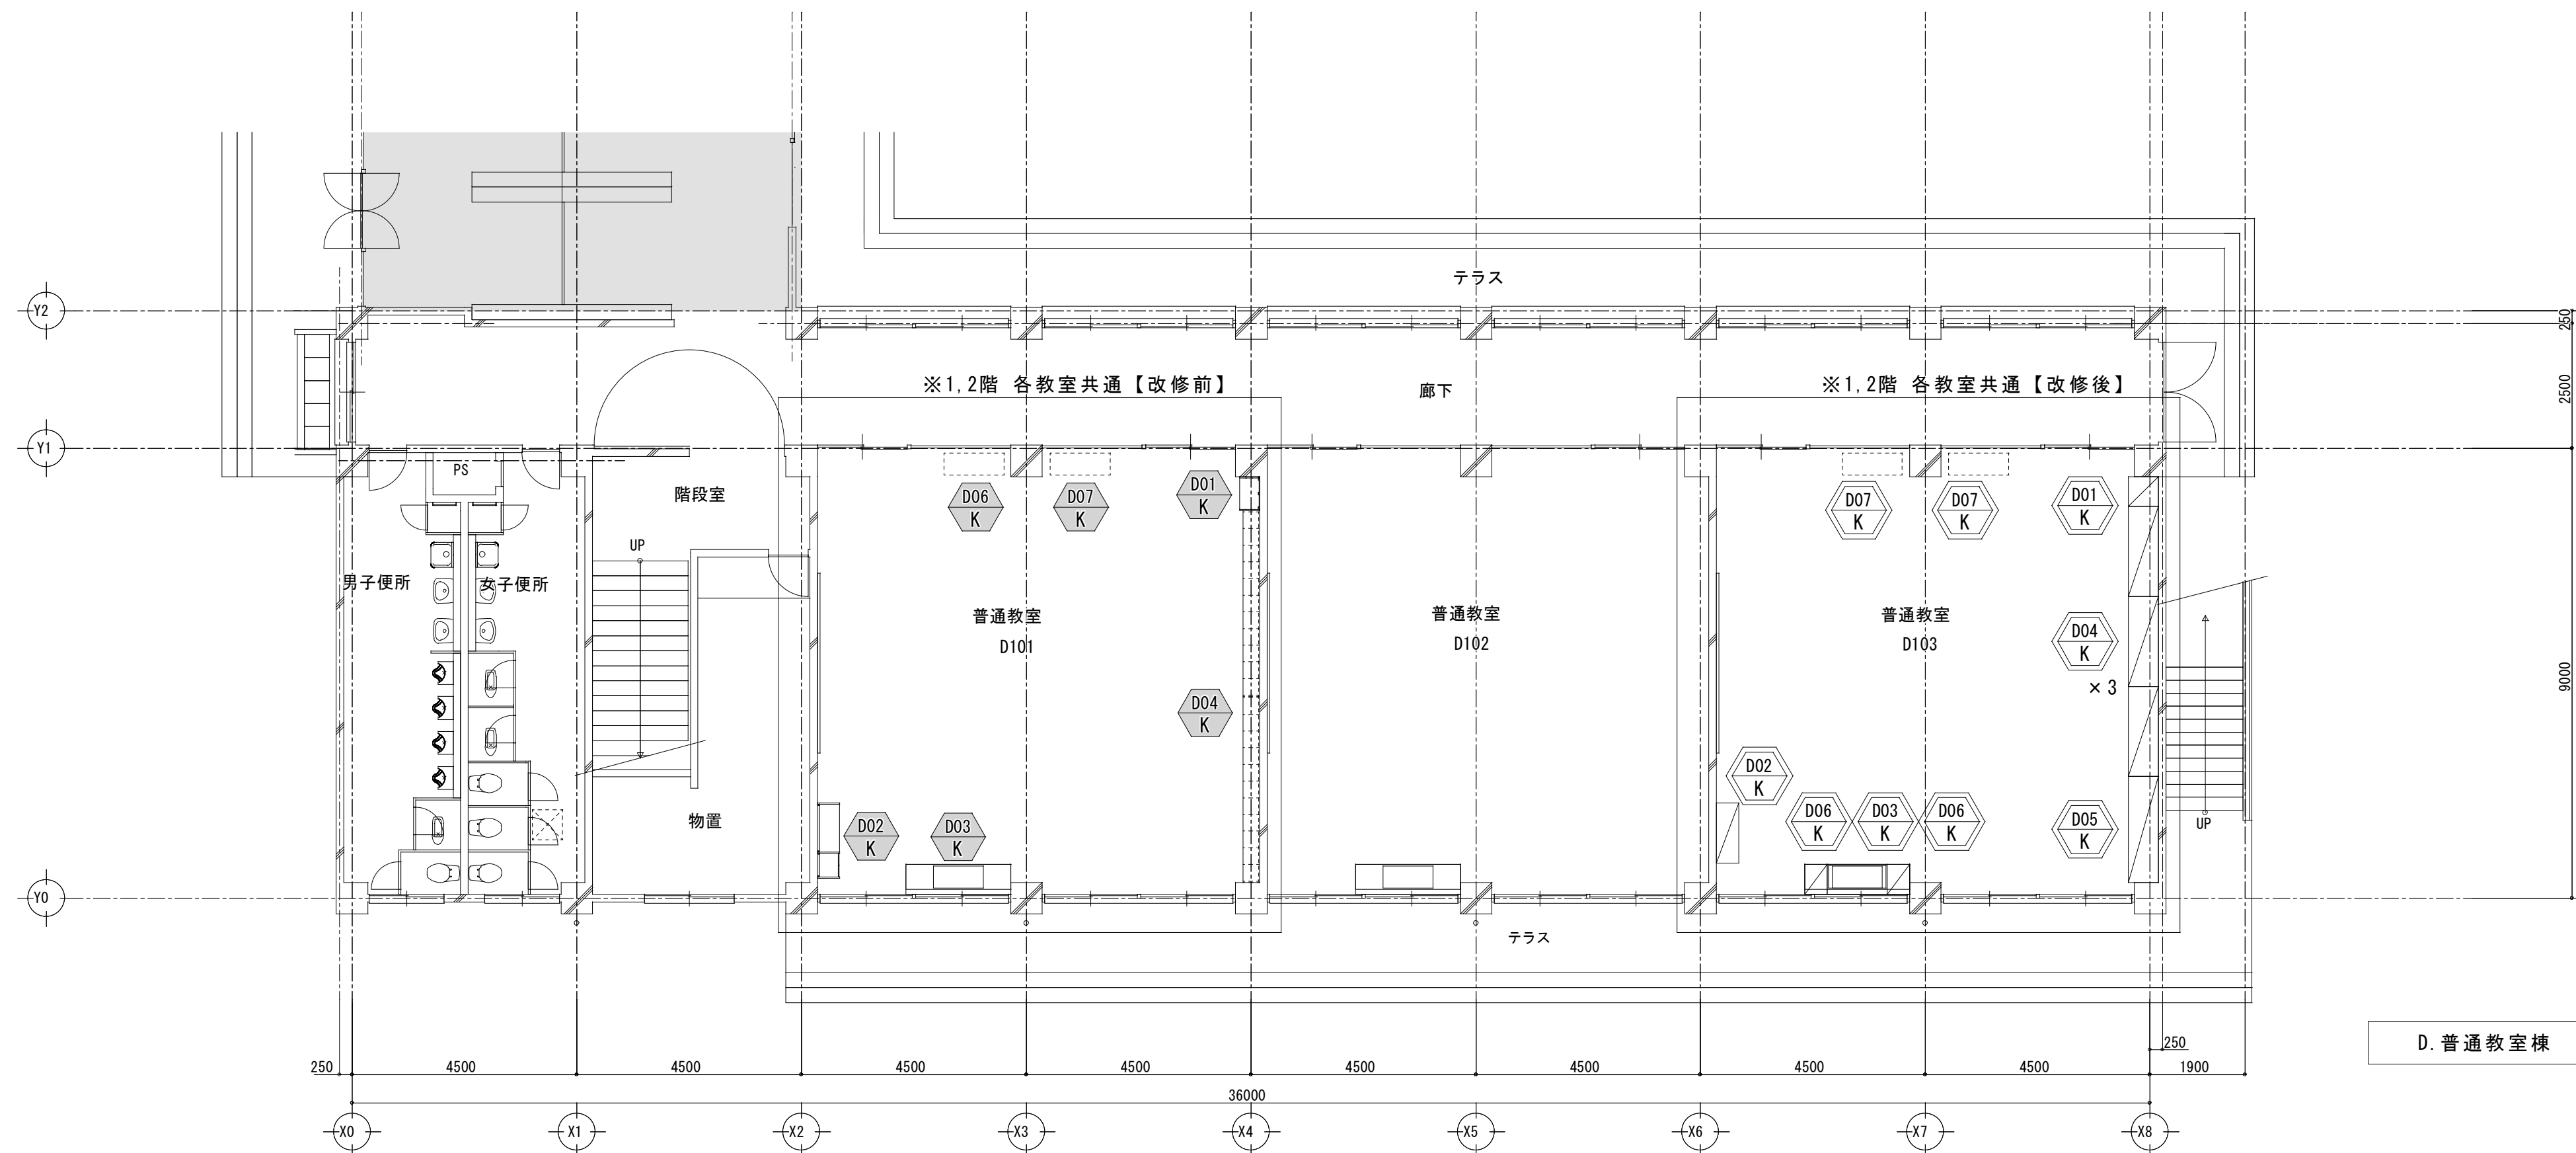 テラス
Y2
250
※1,2階 各教室共通【改修前】
廊下
※1,2階 各教室共通【改修後】
2500
Y1
PS
階段室
D06
K
D07
K
D01
K
D07
K
D07
K
D01
K
UP
男子便所
女子便所
普通教室
D101
普通教室
D102
普通教室
D103
D04
K
×3
9000
D04
K
D02
K
物置
D02
K
D03
K
D06
K
D03
K
D06
K
D05
K
UP
Y0
テラス
D.普通教室棟
250
4500
4500
4500
4500
4500
4500
4500
4500
250
1900
36000
X0
X1
X2
X3
X4
X5
X6
X7
X8